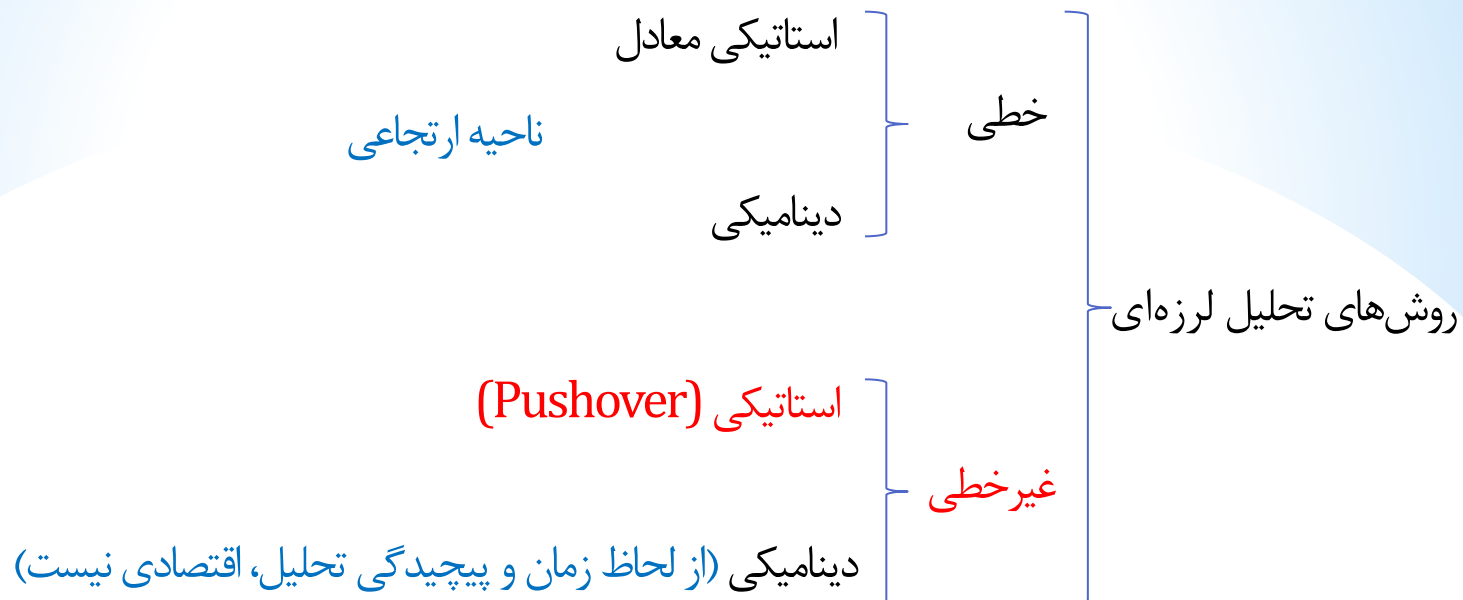 استاتیکی معادل
خطی
ناحیه ارتجاعی
دینامیکی
روش‌های تحلیل لرزه‌ای
استاتیکی (Pushover)
غیرخطی
دینامیکی (از لحاظ زمان و پیچیدگی تحلیل، اقتصادی نیست)